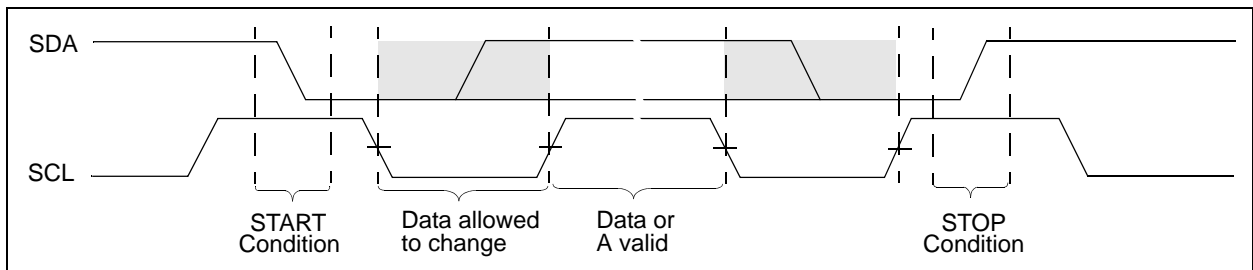 SDA
SCL
START
Condition
Data allowed
to change
Data or
A valid
STOP
Condition